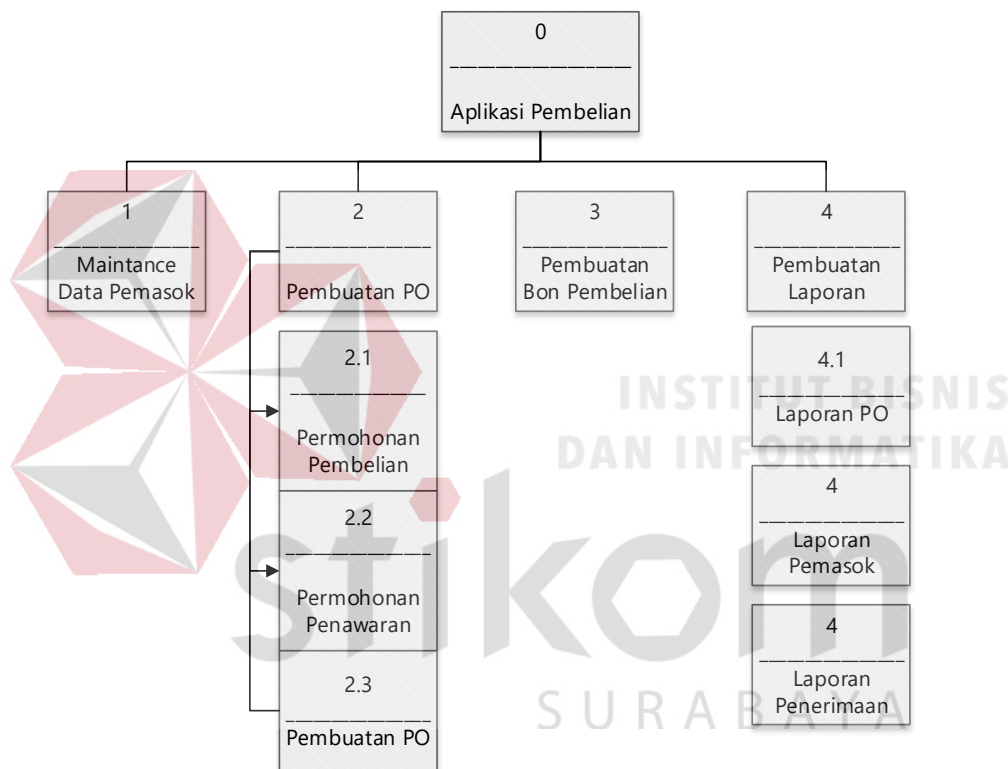 0
Aplikasi Pembelian
1
Maintance
Data Pemasok
2
Pembuatan PO
3
Pembuatan
Bon Pembelian
4
Pembuatan
Laporan
2.1
Permohonan
Pembelian
2.2
Permohonan
Penawaran
2.3
Pembuatan PO
4.1
Laporan PO
4
Laporan
Pemasok
4
Laporan
Penerimaan
INSTITUT BISNIS
DAN INFORMATIKA
stikom
SURABAYA